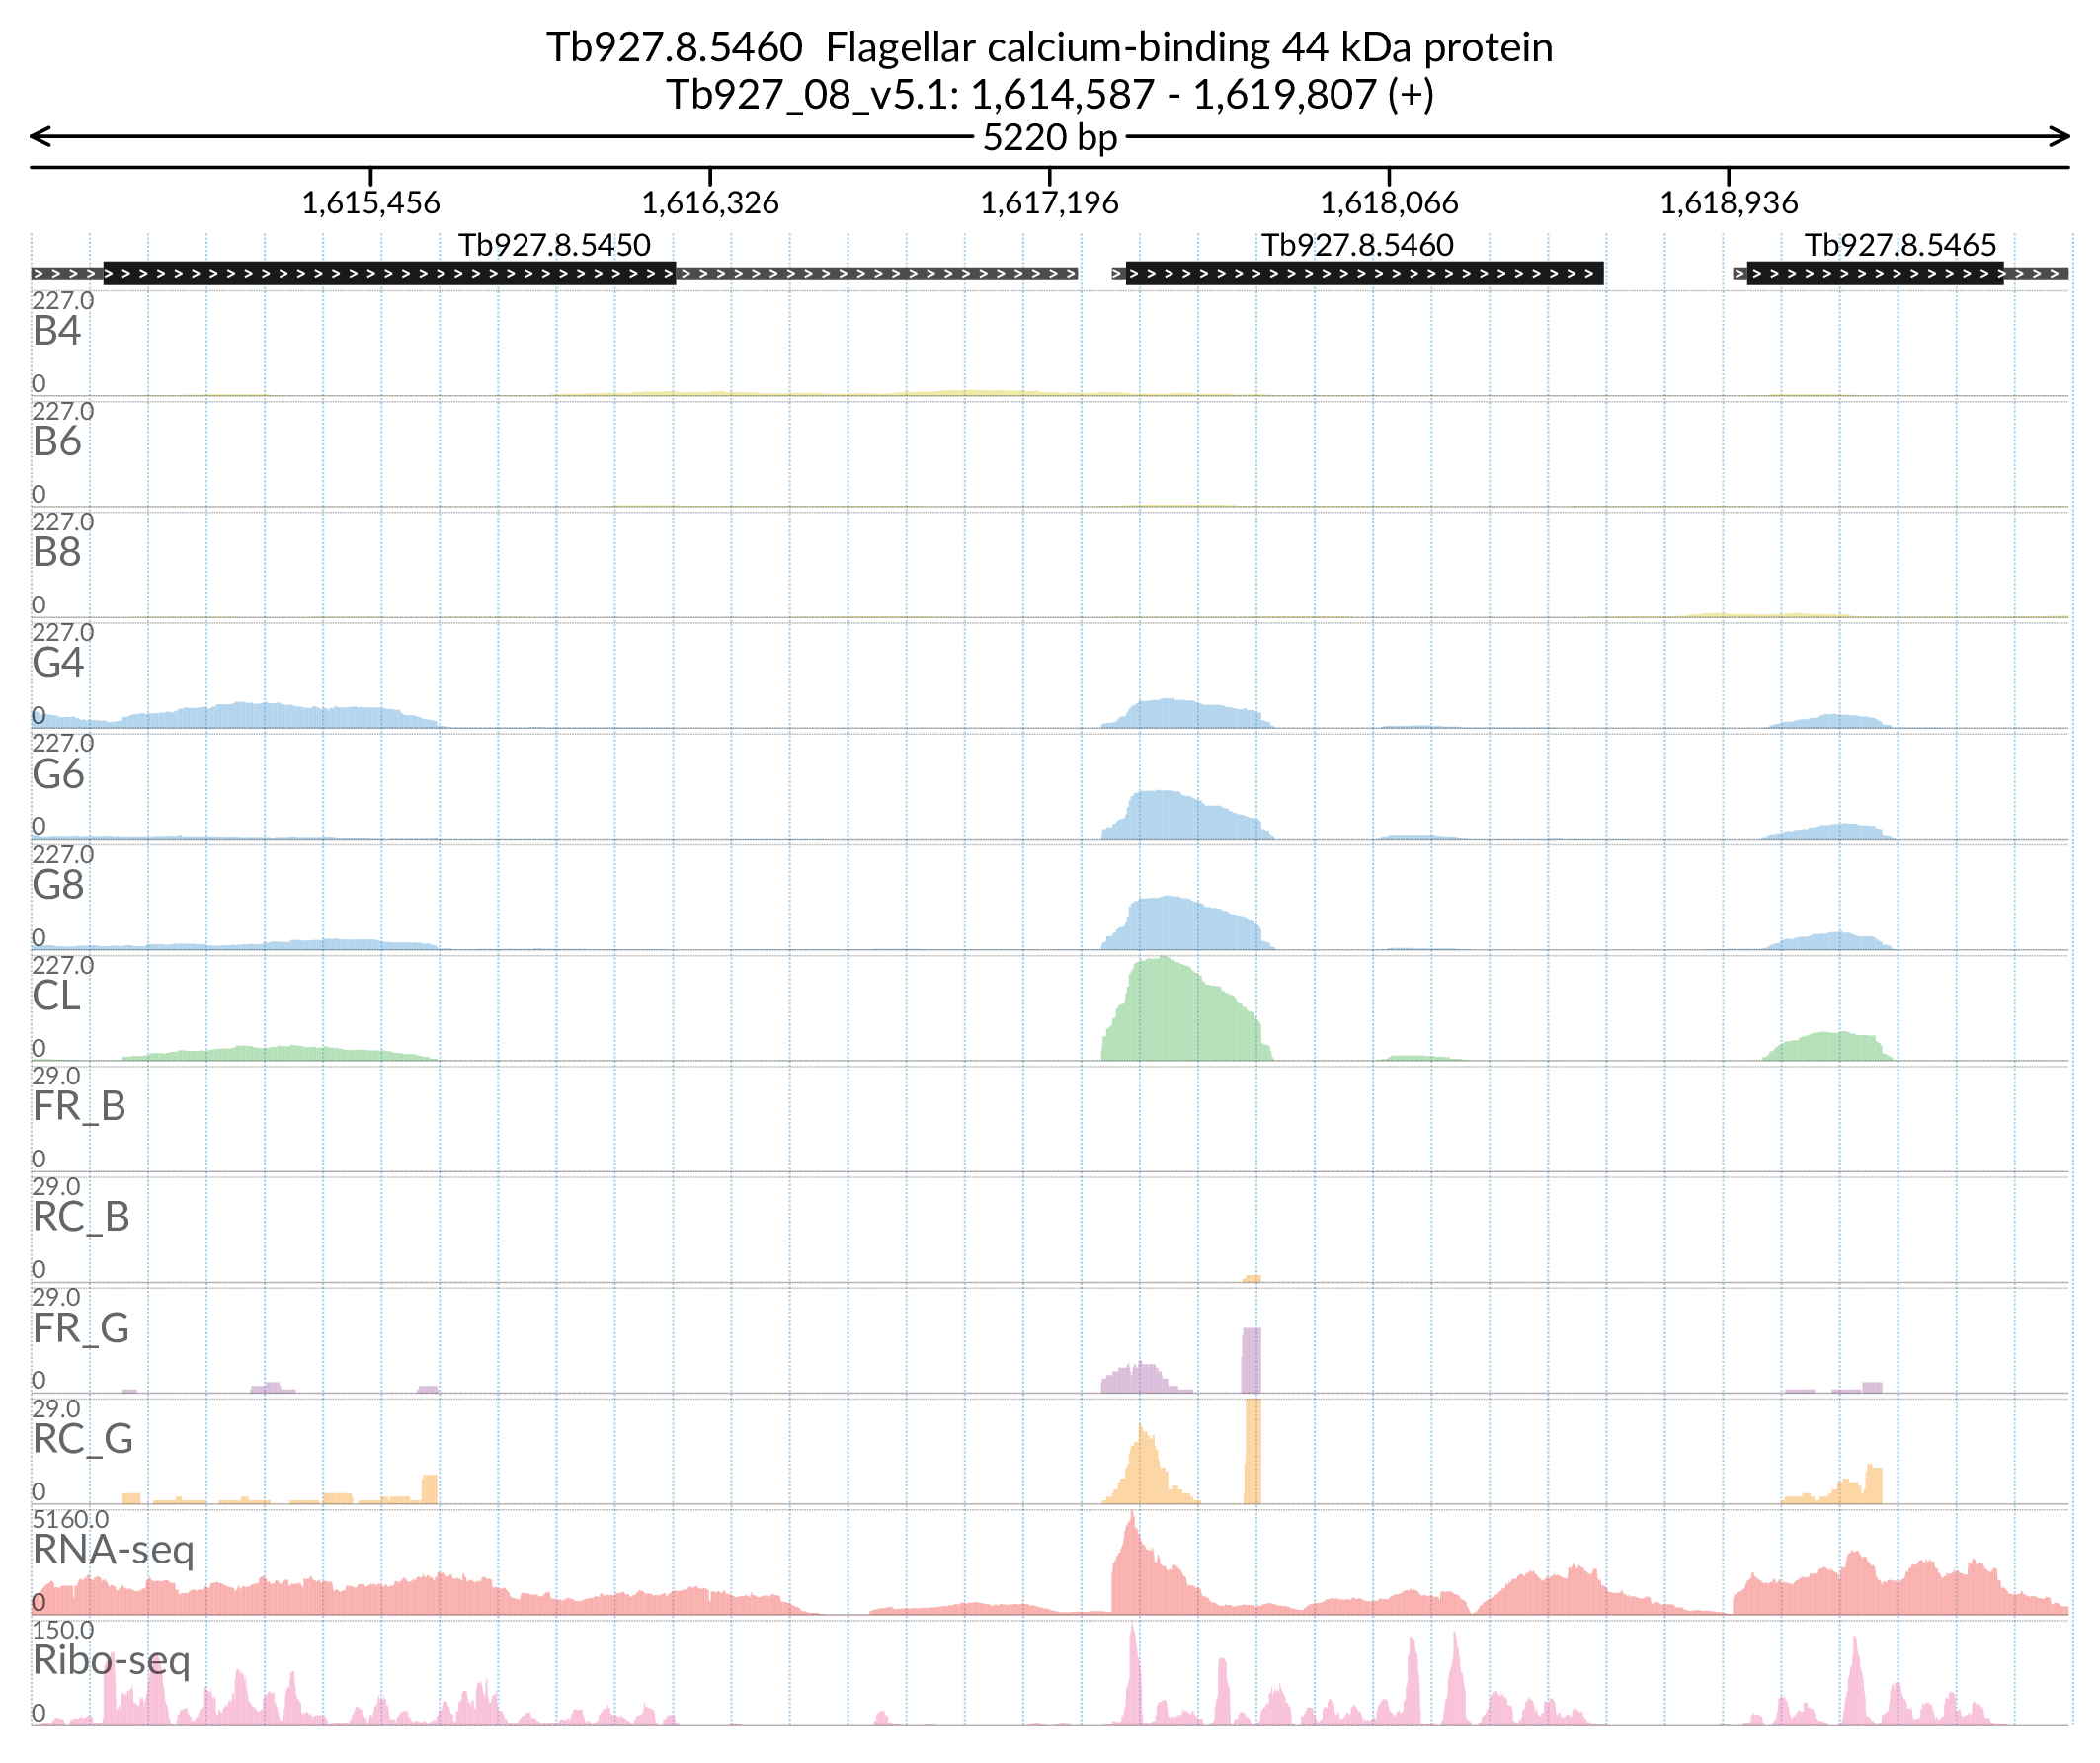 Tb927.8.5460 Flagellar calcium-binding 44 kDa protein
Tb927_08_v5.1: 1,614,587 - 1,619,807 (+)
5220 bp
1,615,456 1,616,326 1,617,196 1,618,066 1,618,936
Tb927.8.5450 Tb927.8.5460 Tb927.8.5465
227.0
B4
0
227.0
B6
0
227.0
B8
0
227.0
G4
0
227.0
G6
0
227.0
G8
0
227.0
CL
0
29.0
FR_B
0
29.0
RC_B
0
29.0
FR_G
0
29.0
RC_G
0
5160.0
RNA-seq
0
150.0
Ribo-seq
0